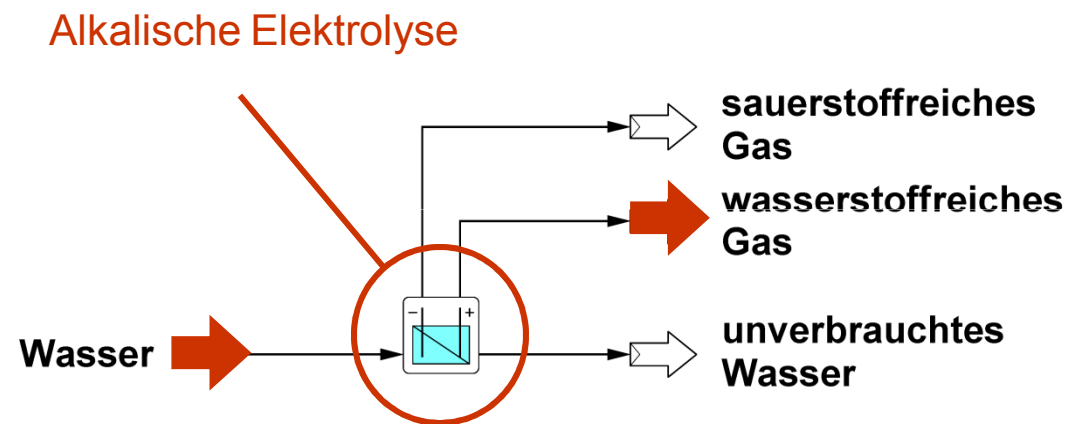 Alkalische Elektrolyse
sauerstoffreiches
Gas
wasserstoffreiches
Gas
− +
Wasser
unverbrauchtes
Wasser